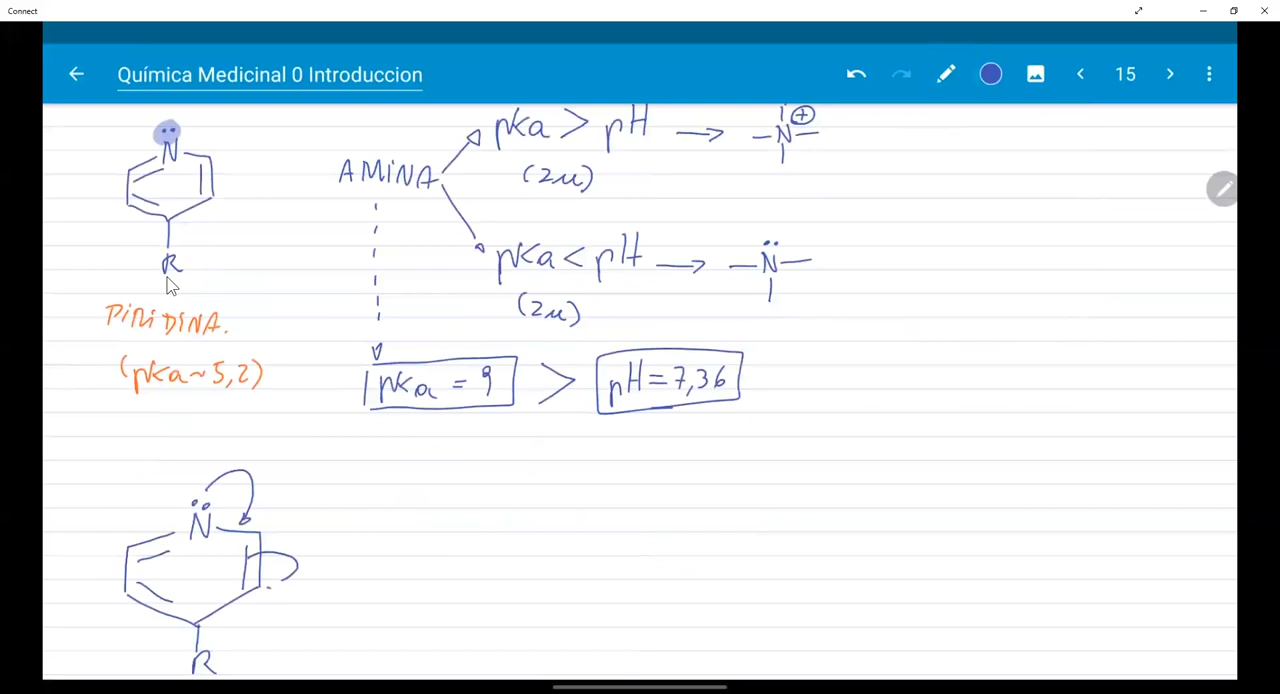 Connect
Química Medicinal 0 Introduccion
15
N
R
PIRIDINA.
(pKa ~ 5,2)
AMINA
pKa > pH → -N-
+
(2u)
pKa < pH → -N-
(2u)
pKa = 9 > pH = 7,36
N
R